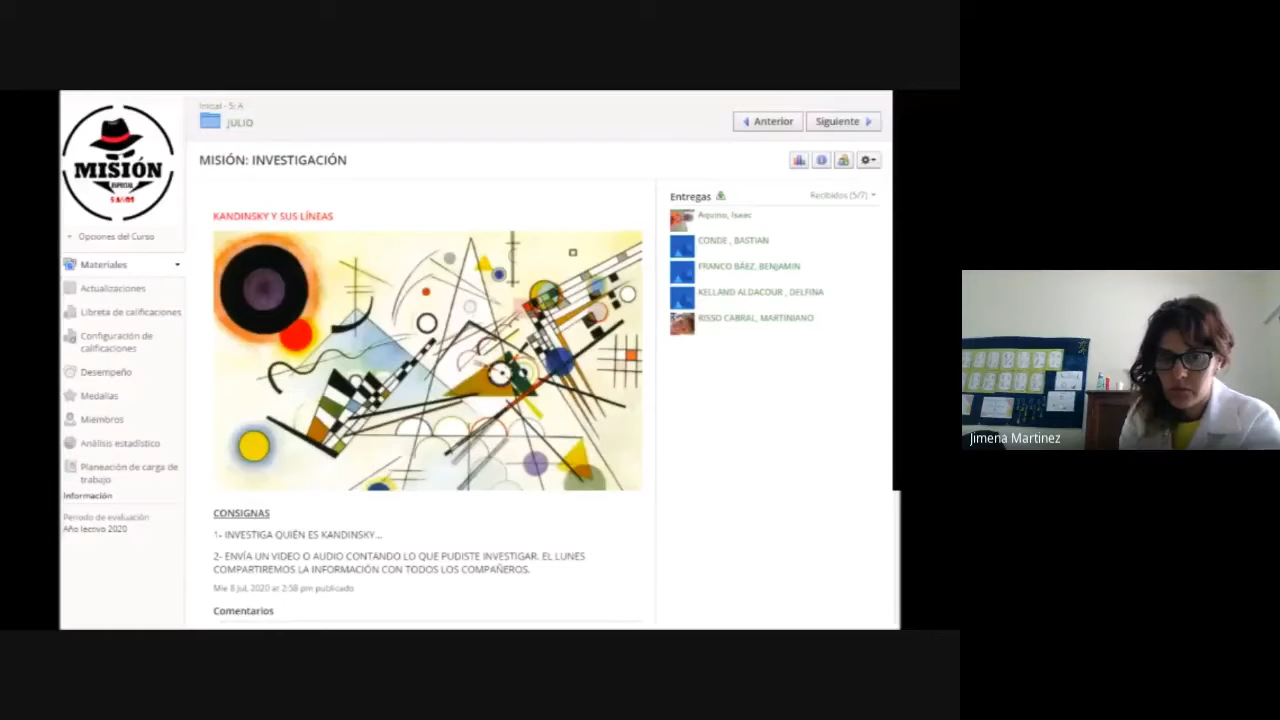 MISIÓN
ESPECIAL
Inicial - 5: A
JULIO
Anterior
Siguiente
MISIÓN: INVESTIGACIÓN
Opciones del Curso
Materiales
Actualizaciones
Libreta de calificaciones
Configuración de
calificaciones
Desempeño
Medallas
Miembros
Análisis estadístico
Planeación de carga de
trabajo
Información
Periodo de evaluación
Año lectivo 2020
KANDINSKY Y SUS LÍNEAS
CONSIGNAS
1- INVESTIGA QUIÉN ES KANDINSKY...
2- ENVÍA UN VIDEO O AUDIO CONTANDO LO QUE PUDISTE INVESTIGAR. EL LUNES
COMPARTIREMOS LA INFORMACIÓN CON TODOS LOS COMPAÑEROS.
Mie 8 Jul, 2020 at 2:58 pm publicado
Comentarios
Entregas
Recibidos (5/7)
Aquino, Isaac
CONDE , BASTIAN
FRANCO BÁEZ, BENJAMIN
KELLAND ALDACOUR , DELFINA
RISSO CABRAL, MARTINIANO
Jimena Martinez